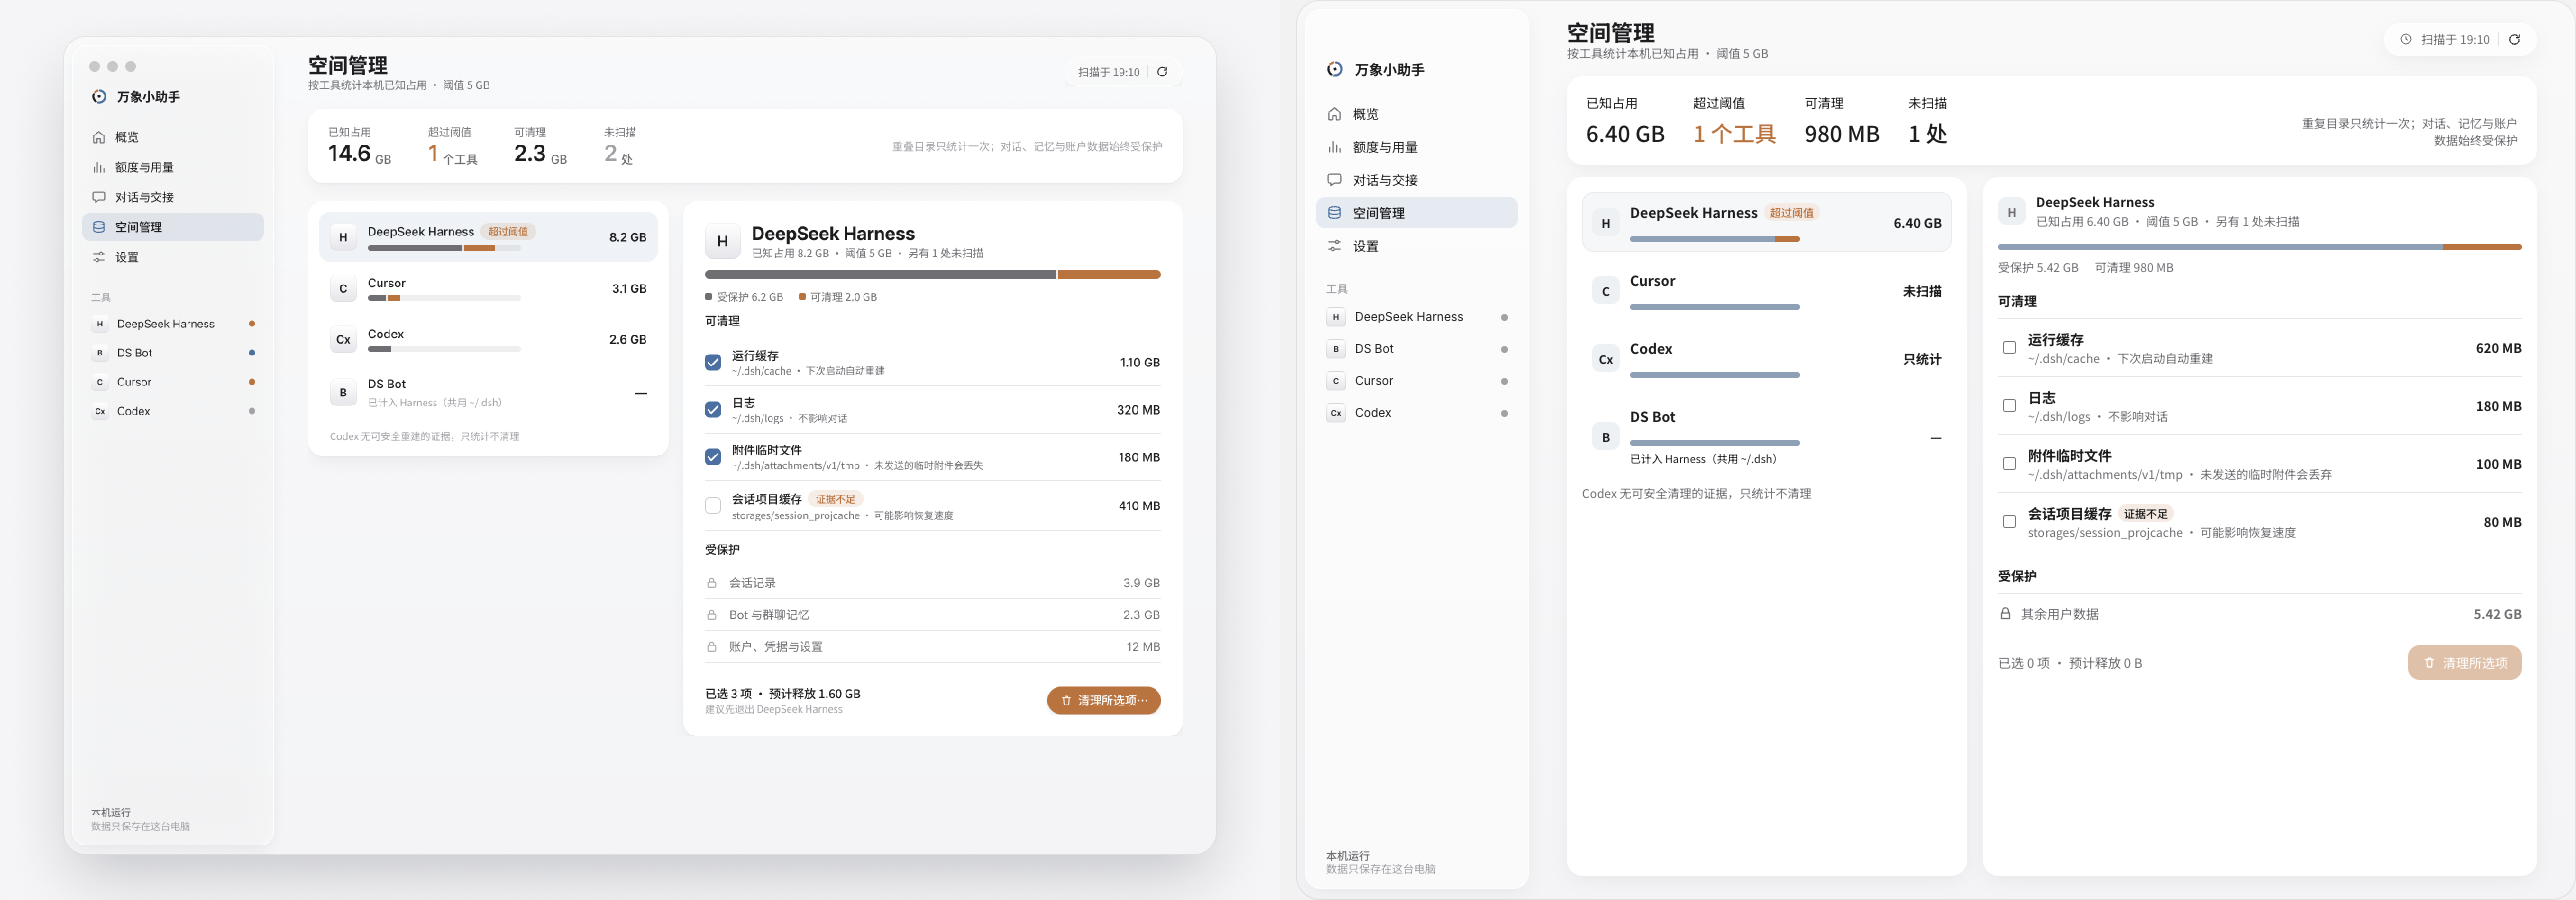 万象小助手
概览
额度与用量
对话与交接
空间管理
设置
工具
H DeepSeek Harness
B DS Bot
C Cursor
Cx Codex
本机运行
数据只保存在这台电脑
空间管理
按工具统计本机已知占用 · 阈值 5 GB
扫描于 19:10
已知占用 超过阈值 可清理 未扫描
14.6 GB 1 个工具 2.3 GB 2 处
重叠目录只统计一次；对话、记忆与账户数据始终受保护
H DeepSeek Harness 超过阈值 8.2 GB
C Cursor 3.1 GB
Cx Codex 2.6 GB
B DS Bot —
已计入 Harness（共用 ~/.dsh）
Codex 无可安全重建的证据，只统计不清理
H DeepSeek Harness
已知占用 8.2 GB · 阈值 5 GB · 另有 1 处未扫描
受保护 6.2 GB 可清理 2.0 GB
可清理
运行缓存 1.10 GB
~/.dsh/cache · 下次启动自动重建
日志 320 MB
~/.dsh/logs · 不影响对话
附件临时文件 180 MB
~/.dsh/attachments/v1/tmp · 未发送的临时附件会丢失
会话项目缓存 证据不足 410 MB
storages/session_projcache · 可能影响恢复速度
受保护
会话记录 3.9 GB
Bot 与群聊记忆 2.3 GB
账户、凭据与设置 12 MB
已选 3 项 · 预计释放 1.60 GB
建议先退出 DeepSeek Harness
清理所选项…
万象小助手
概览
额度与用量
对话与交接
空间管理
设置
工具
H DeepSeek Harness
B DS Bot
C Cursor
Cx Codex
本机运行
数据只保存在这台电脑
空间管理
按工具统计本机已知占用 · 阈值 5 GB
扫描于 19:10
已知占用 超过阈值 可清理 未扫描
6.40 GB 1 个工具 980 MB 1 处
重复目录只统计一次；对话、记忆与账户
数据始终受保护
H DeepSeek Harness 超过阈值 6.40 GB
C Cursor 未扫描
Cx Codex 只统计
B DS Bot —
已计入 Harness（共用 ~/.dsh）
Codex 无可安全清理的证据，只统计不清理
H DeepSeek Harness
已知占用 6.40 GB · 阈值 5 GB · 另有 1 处未扫描
受保护 5.42 GB 可清理 980 MB
可清理
运行缓存 620 MB
~/.dsh/cache · 下次启动自动重建
日志 180 MB
~/.dsh/logs · 不影响对话
附件临时文件 100 MB
~/.dsh/attachments/v1/tmp · 未发送的临时附件会丢弃
会话项目缓存 证据不足 80 MB
storages/session_projcache · 可能影响恢复速度
受保护
其余用户数据 5.42 GB
已选 0 项 · 预计释放 0 B
清理所选项